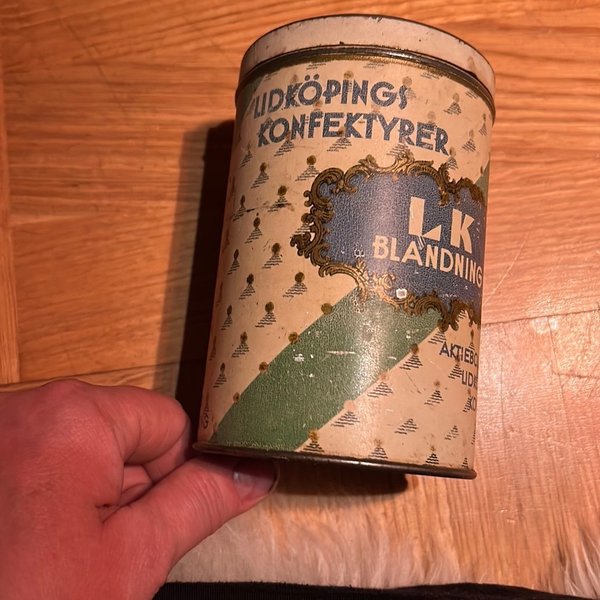 LIDKÖPINGS
KONFEKTYRER
LK
BLANDNING